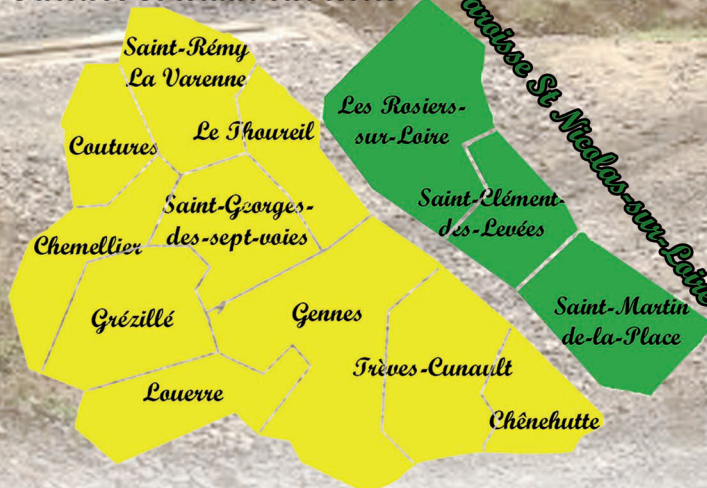 Saint-Rémy
La Varenne
Coutures
Le Thoureil
Saint-Georges-
des-sept-voies
Chemellier
Grézillé
Gennes
Louerre
Trèves-Cunault
Chênehutte
Les Rosiers-
sur-Loire
Saint-Clément-
des-Levées
Saint-Martin
de-la-Place
Paroisse St Nicolas-sur-Loire